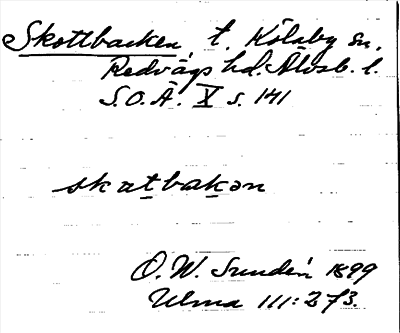 Skottbacken, t. Kölaby sn.
Redvägs hd. Älvsb. l.
S.O.Ä. X s. 141
skatbakən
O. W. Sundén 1899
Ulma 111:273.